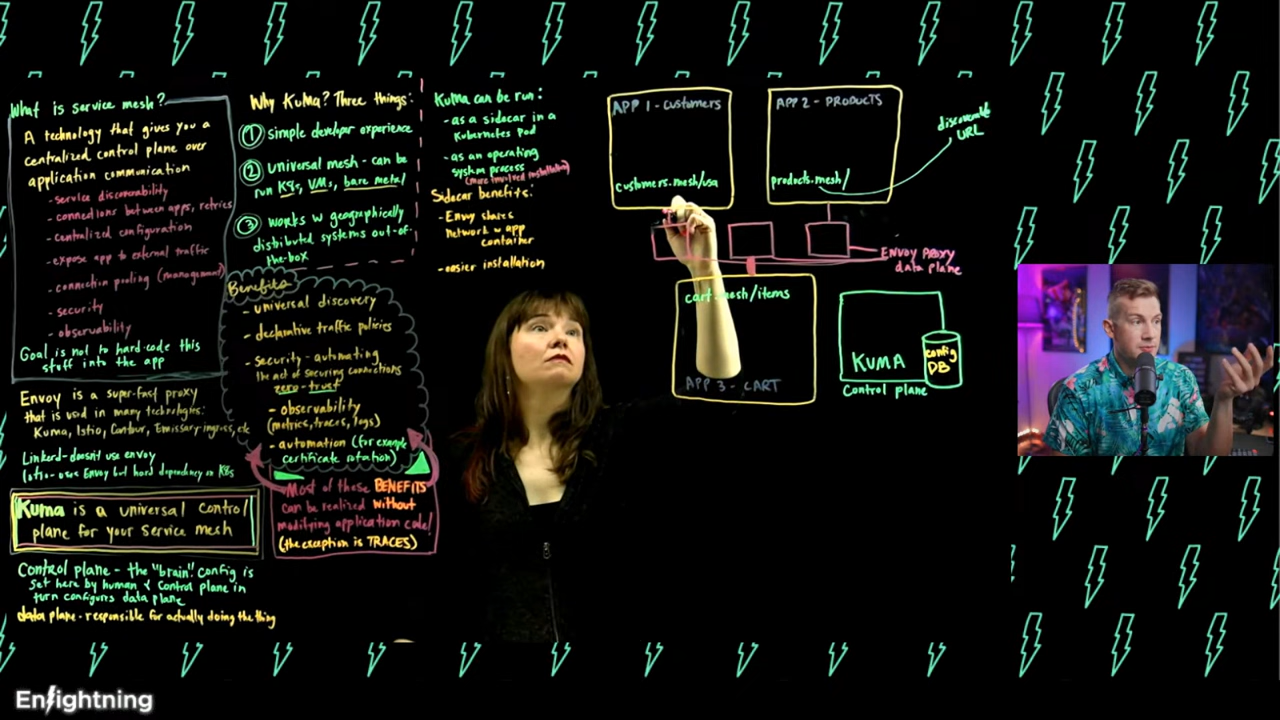 What is service mesh?
A technology that gives you a
centralized control plane over
application communication
- service discoverability
- connections between apps, retries
- centralized configuration
- expose app to external traffic
- connection pooling (management)
- security
- observability
Goal is not to hard-code this
stuff into the app
Envoy is a super-fast proxy
that is used in many technologies:
Kuma, Istio, Contour, Emissary-ingress, etc
Linkerd - doesn't use envoy
Istio - uses Envoy but hard dependency on K8s
Kuma is a universal control
plane for your service mesh
Control plane - the "brain". config is
set here by human & control plane in
turn configures data plane
data plane - responsible for actually doing the thing
Why Kuma? Three things:
1 simple developer experience
2 universal mesh - can be
run K8s, VMs, bare metal
3 works w geographically
distributed systems out-of-
the-box
Benefits
- universal discovery
- declarative traffic policies
- security - automating
the act of securing connections
zero-trust
- observability
(metrics, traces, logs)
- automation (for example
certificate rotation)
Most of these BENEFITS
can be realized without
modifying application code!
(the exception is TRACES)
Kuma can be run:
- as a sidecar in a
Kubernetes Pod
- as an operating
system process
(more involved installation)
Sidecar benefits:
- Envoy shares
Network w app
container
- easier installation
APP 1 - Customers
customers.mesh/usa
APP 2 - PRODUCTS
products.mesh/
discoverable
URL
ENVOY PROXY
data plane
cart.mesh/items
APP 3 - CART
KUMA
config
DB
Control plane
Enlightning